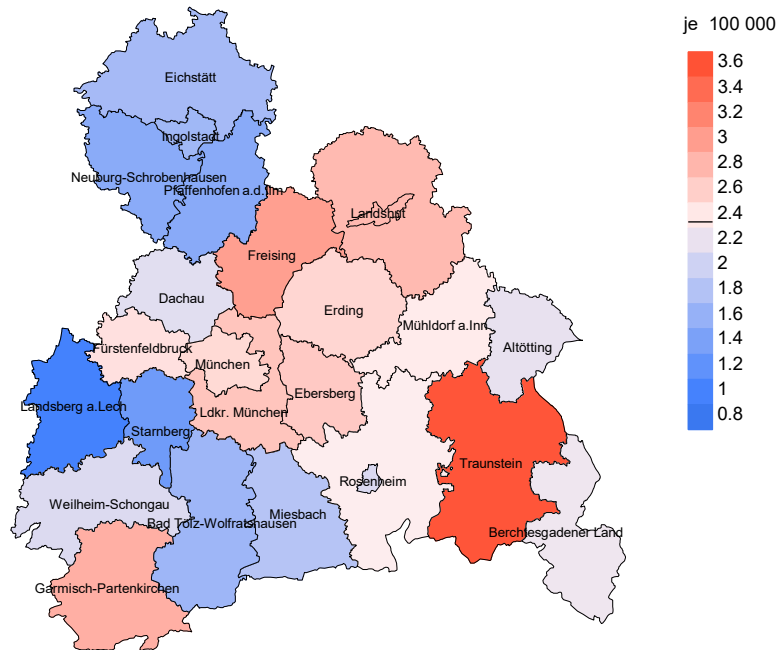 je 100 000
3.6
3.4
3.2
3
2.8
2.6
2.4
2.2
2
1.8
1.6
1.4
1.2
1
0.8
Eichstätt
Ingolstadt
Neuburg-Schrobenhausen
Pfaffenhofen a.d.Ilm
Landshut
Freising
Dachau
Erding
Mühldorf a.Inn
Altötting
Fürstenfeldbruck
München
Ebersberg
Landsberg a.Lech
Ldkr. München
Starnberg
Traunstein
Rosenheim
Weilheim-Schongau
Miesbach
Bad Tölz-Wolfratshausen
Berchtesgadener Land
Garmisch-Partenkirchen